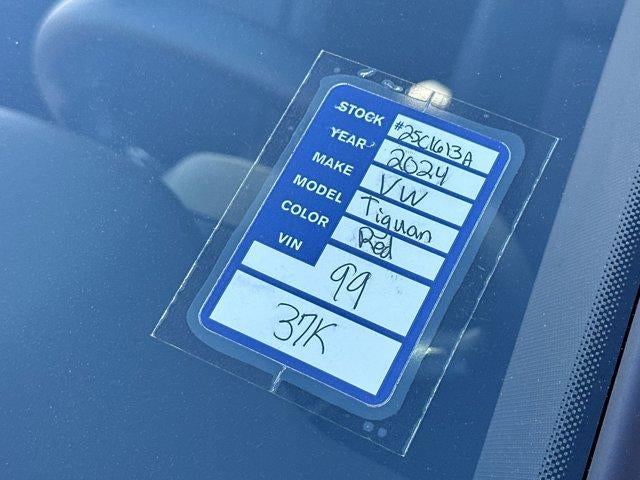 STOCK #25C1613A
YEAR 2024
MAKE VW
MODEL Tiguan
COLOR Red
VIN 99
37K